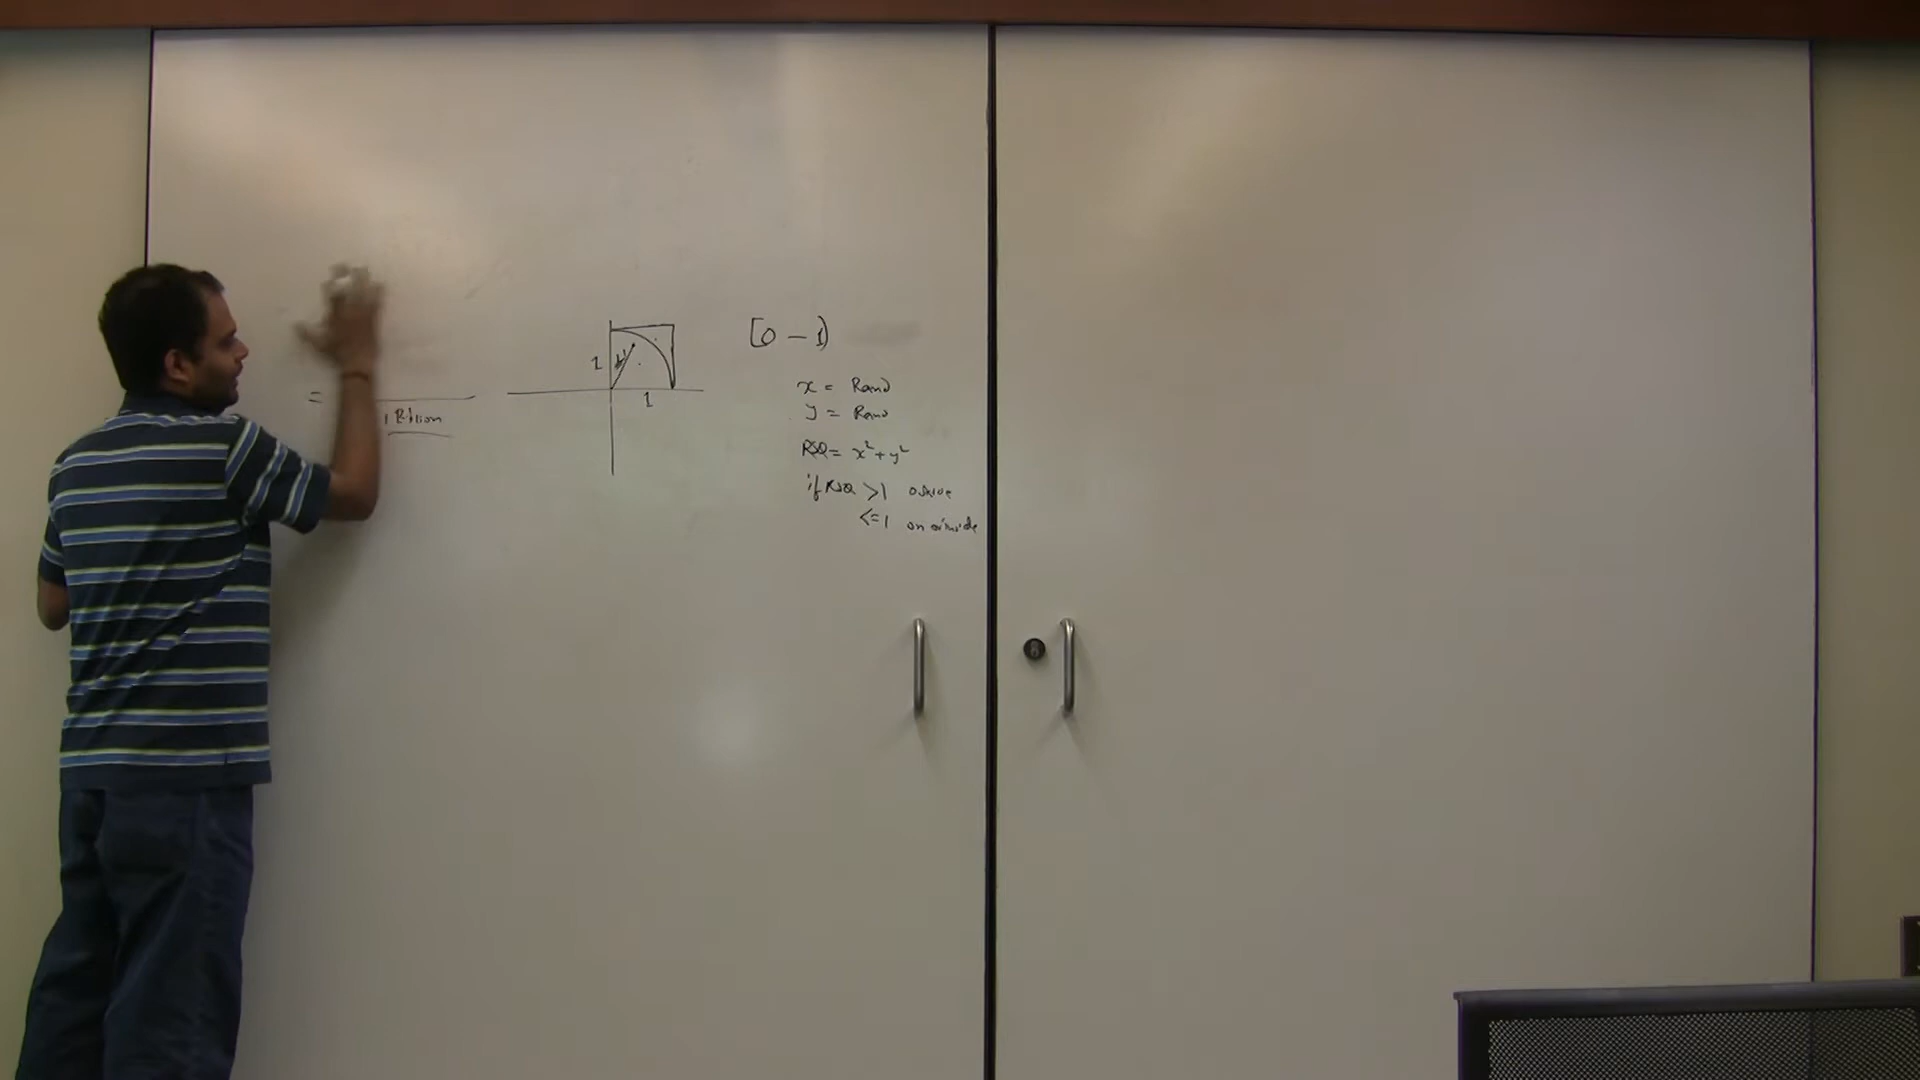 =
1 Billion
1
1
[0 – 1)
x = Rand
y = Rand
RSQ = x² + y²
if RSQ >1 outside
<=1 on or inside